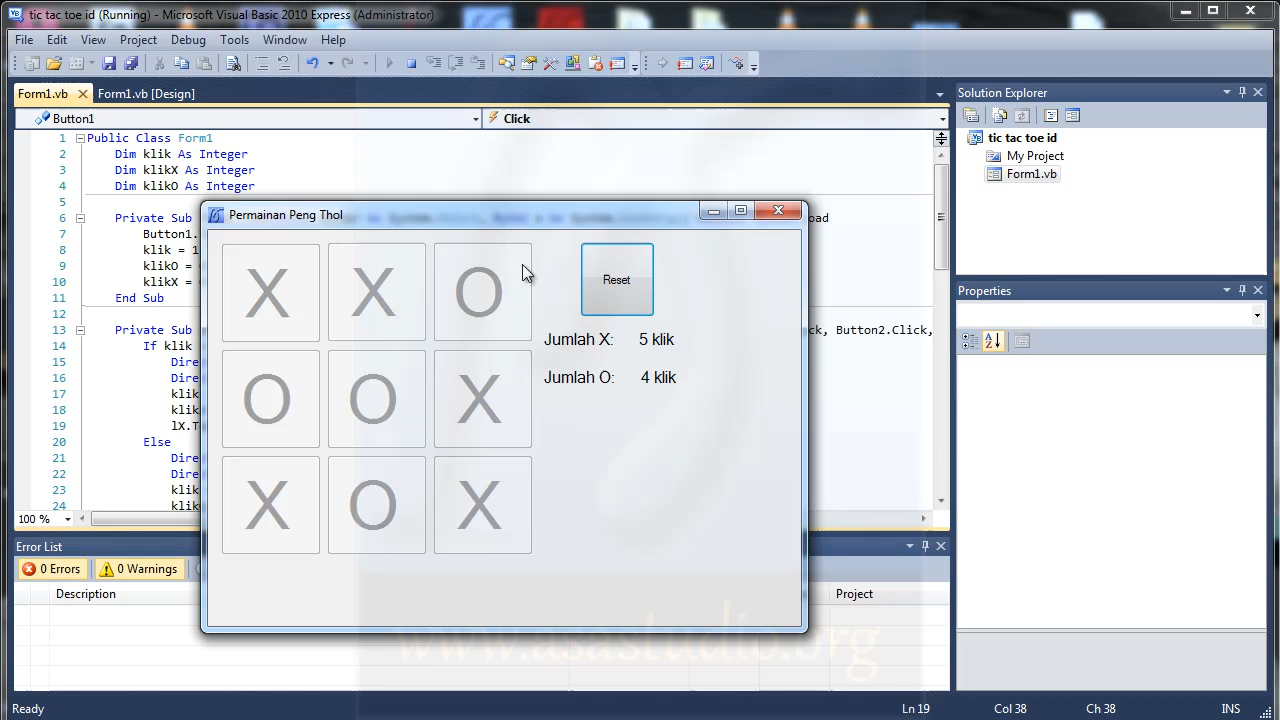 tic tac toe id (Running) - Microsoft Visual Basic 2010 Express (Administrator)
File Edit View Project Debug Tools Window Help
Form1.vb Form1.vb [Design]
Button1 Click
1 Public Class Form1
2 Dim klik As Integer
3 Dim klikX As Integer
4 Dim klikO As Integer
5
6 Private Sub
7 Button1.
8 klik = 1
9 klikO =
10 klikX =
11 End Sub
12
13 Private Sub ck, Button2.Click,
14 If klik
15 Dire
16 Dire
17 klik
18 klik
19 lX.T
20 Else
21 Dire
22 Dire
23 klik
24 klik
100 %
Permainan Peng Thol
X X O
O O X
X O X
Reset
Jumlah X: 5 klik
Jumlah O: 4 klik
Solution Explorer
tic tac toe id
My Project
Form1.vb
Properties
Error List
0 Errors 0 Warnings
Description Project
www.asastudio.org
Ready Ln 19 Col 38 Ch 38 INS